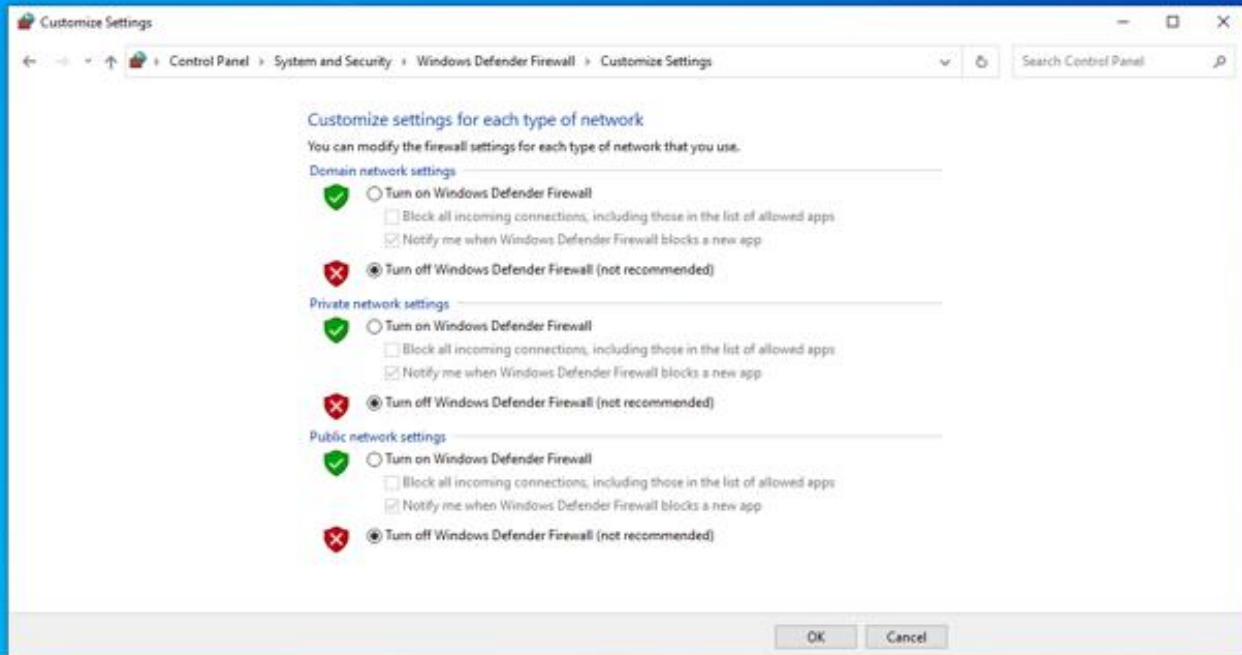 Customize Settings
Control Panel › System and Security › Windows Defender Firewall › Customize Settings
Search Control Panel
Customize settings for each type of network
You can modify the firewall settings for each type of network that you use.
Domain network settings
Turn on Windows Defender Firewall
Block all incoming connections, including those in the list of allowed apps
Notify me when Windows Defender Firewall blocks a new app
Turn off Windows Defender Firewall (not recommended)
Private network settings
Turn on Windows Defender Firewall
Block all incoming connections, including those in the list of allowed apps
Notify me when Windows Defender Firewall blocks a new app
Turn off Windows Defender Firewall (not recommended)
Public network settings
Turn on Windows Defender Firewall
Block all incoming connections, including those in the list of allowed apps
Notify me when Windows Defender Firewall blocks a new app
Turn off Windows Defender Firewall (not recommended)
OK Cancel